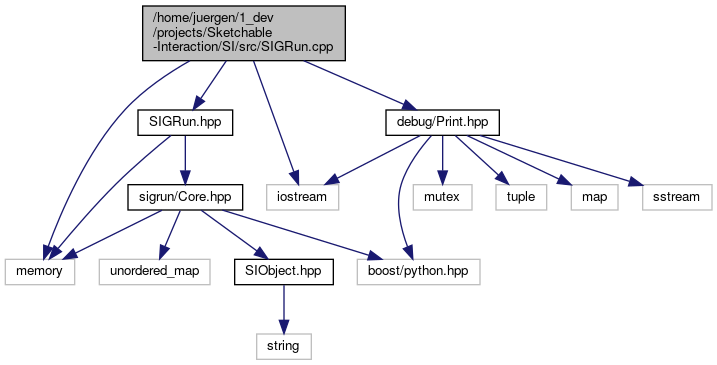 /home/juergen/1_dev
/projects/Sketchable
-Interaction/SI/src/SIGRun.cpp
SIGRun.hpp
debug/Print.hpp
sigrun/Core.hpp
iostream
mutex
tuple
map
sstream
memory
unordered_map
SIObject.hpp
boost/python.hpp
string